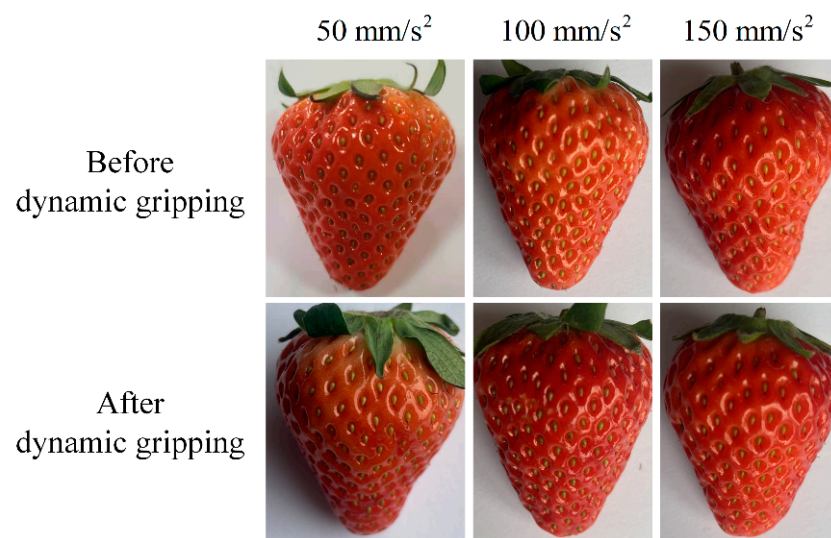 50 mm/s²
100 mm/s²
150 mm/s²
Before
dynamic gripping
After
dynamic gripping